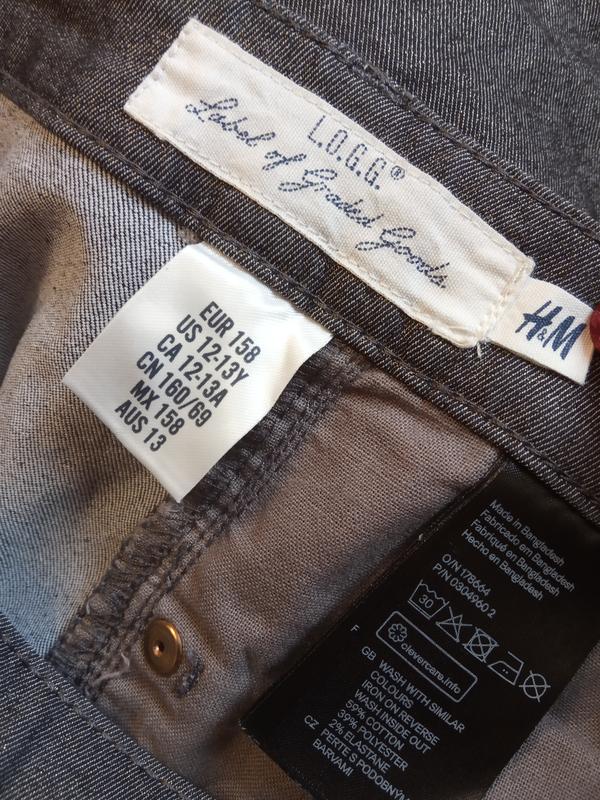 L.O.G.G.®
Label of Graded Goods.
H&M
EUR 158
US 12-13Y
CA 12-13A
CN 160/69
MX 158
AUS 13
Made in Bangladesh
Fabricado em Bangladesh
Fabriqué en Bangladesh
Hecho en Bangladesh
O/N 178664
P/N 0304960 2
30
clevercare.info
F
GB WASH WITH SIMILAR
COLOURS
IRON ON REVERSE
WASH INSIDE OUT
59% COTTON
39% POLYESTER
2% ELASTANE
CZ PERTE S PODOBNÝM
BARVAMI